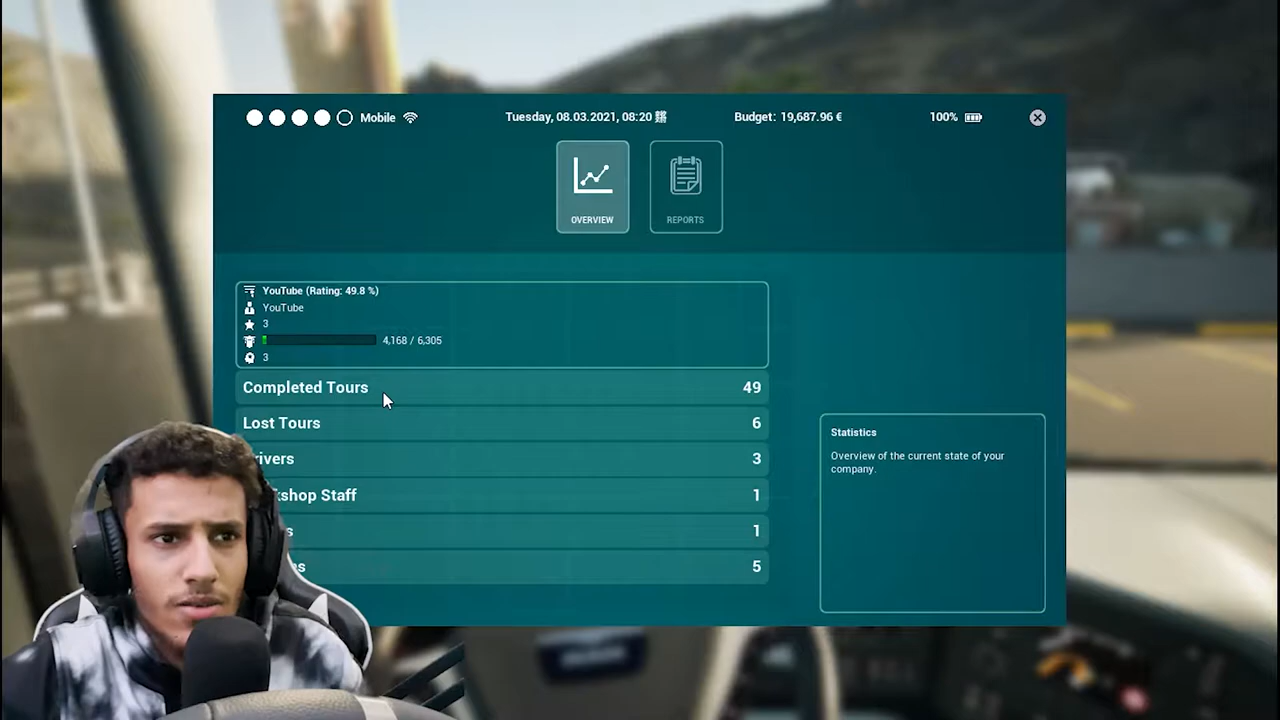 Mobile
Tuesday, 08.03.2021, 08:20
Budget: 19,687.96 €
100%
OVERVIEW
REPORTS
YouTube (Rating: 49.8 %)
YouTube
3
4,168 / 6,305
3
Completed Tours 49
Lost Tours 6
rivers 3
kshop Staff 1
s 1
es 5
Statistics
Overview of the current state of your
company.